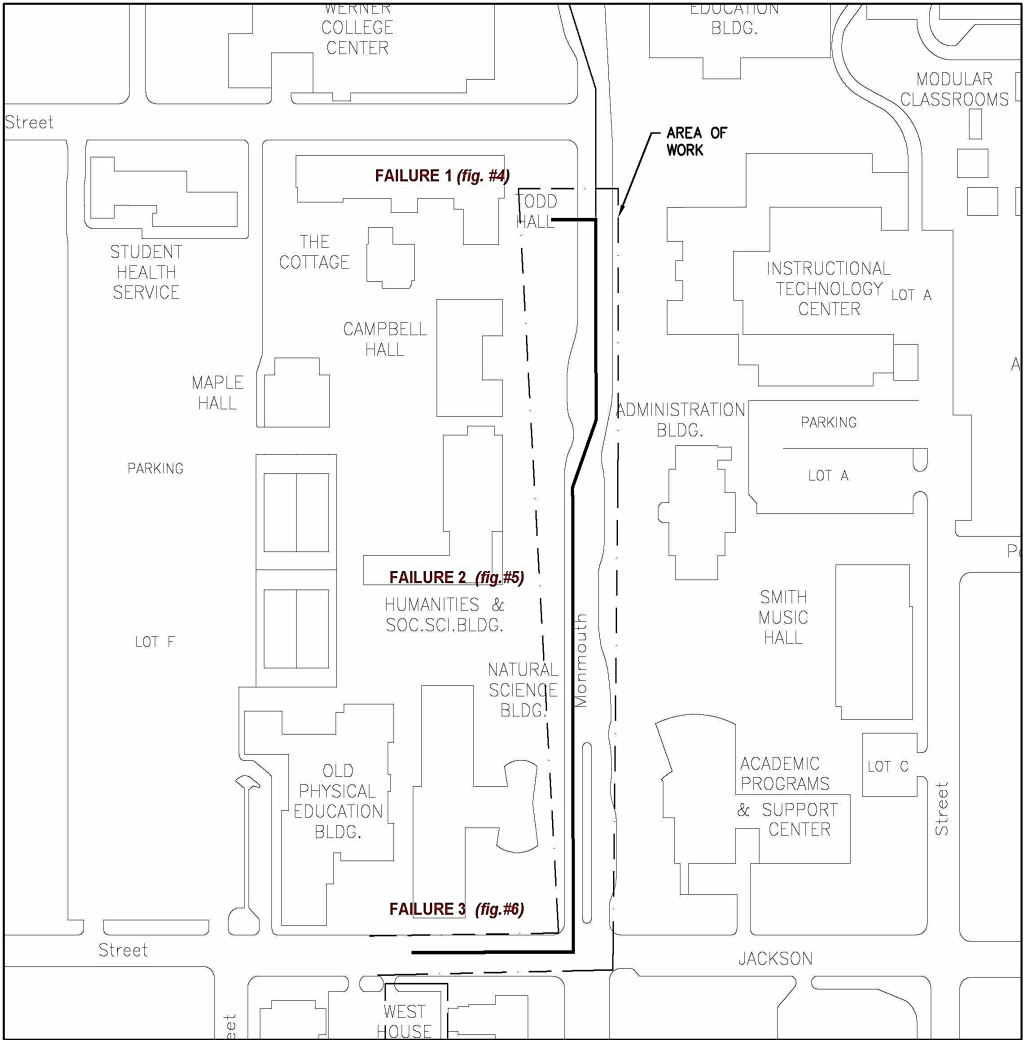 WERNER
COLLEGE
CENTER
EDUCATION
BLDG.
MODULAR
CLASSROOMS
Street
AREA OF
WORK
FAILURE 1 (fig. #4)
TODD
HALL
STUDENT
HEALTH
SERVICE
THE
COTTAGE
INSTRUCTIONAL
TECHNOLOGY
CENTER
LOT A
CAMPBELL
HALL
MAPLE
HALL
A
ADMINISTRATION
BLDG.
PARKING
PARKING
LOT A
FAILURE 2 (fig.#5)
HUMANITIES &
SOC.SCI.BLDG.
SMITH
MUSIC
HALL
LOT F
Monmouth
NATURAL
SCIENCE
BLDG.
OLD
PHYSICAL
EDUCATION
BLDG.
ACADEMIC
PROGRAMS
& SUPPORT
CENTER
LOT C
Street
FAILURE 3 (fig.#6)
Street
JACKSON
WEST
HOUSE